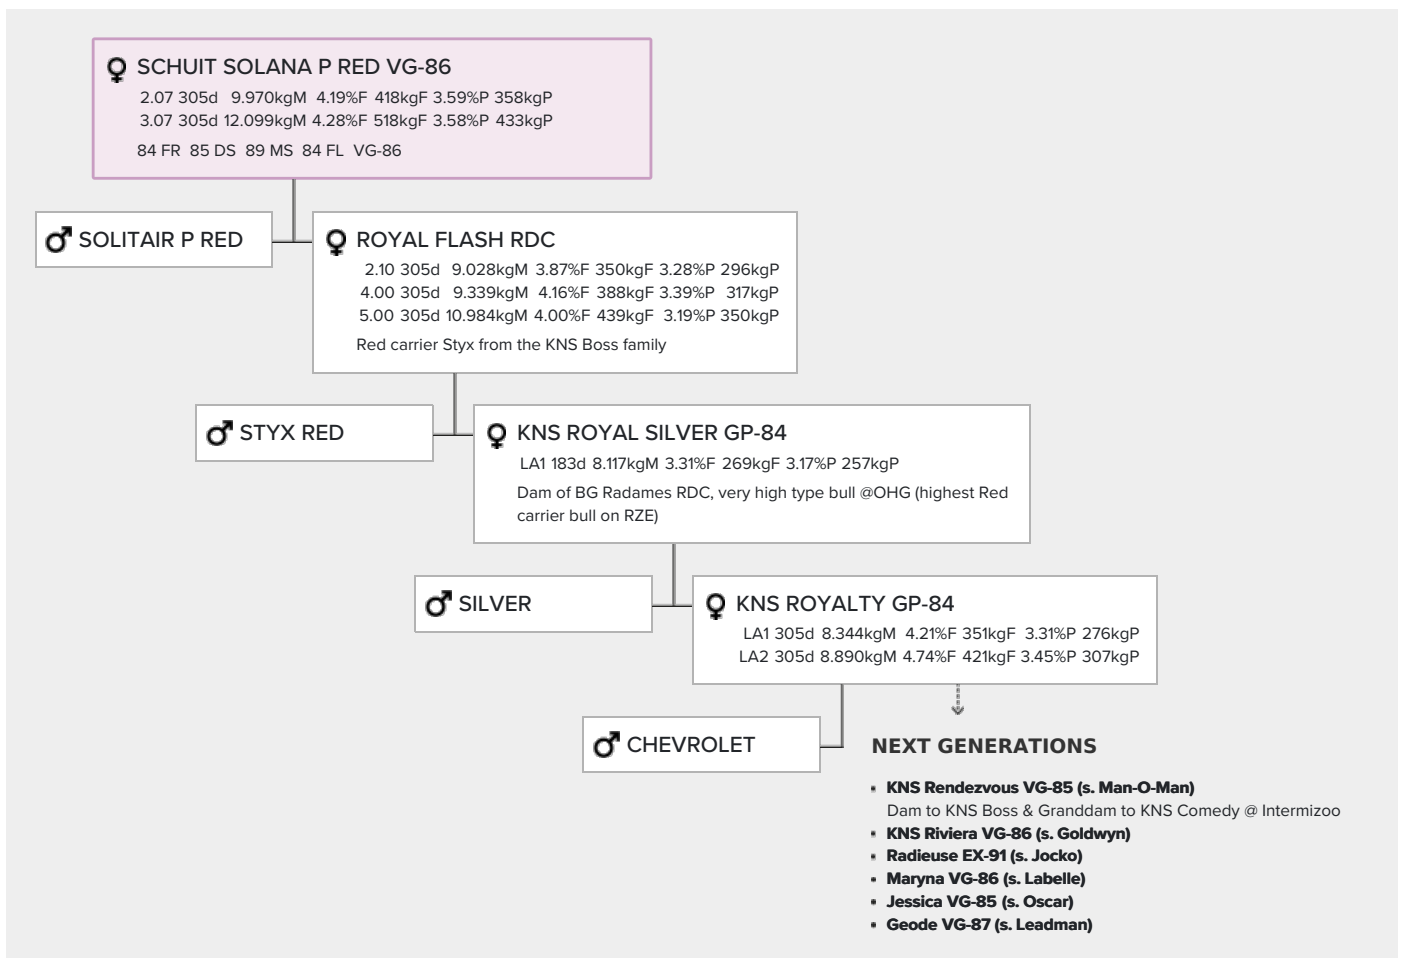 SCHUIT SOLANA P RED VG-86
2.07 305d 9.970kgM 4.19%F 418kgF 3.59%P 358kgP
3.07 305d 12.099kgM 4.28%F 518kgF 3.58%P 433kgP
84 FR 85 DS 89 MS 84 FL VG-86
SOLITAIR P RED
ROYAL FLASH RDC
2.10 305d 9.028kgM 3.87%F 350kgF 3.28%P 296kgP
4.00 305d 9.339kgM 4.16%F 388kgF 3.39%P 317kgP
5.00 305d 10.984kgM 4.00%F 439kgF 3.19%P 350kgP
Red carrier Styx from the KNS Boss family
STYX RED
KNS ROYAL SILVER GP-84
LA1 183d 8.117kgM 3.31%F 269kgF 3.17%P 257kgP
Dam of BG Radames RDC, very high type bull @OHG (highest Red
carrier bull on RZE)
SILVER
KNS ROYALTY GP-84
LA1 305d 8.344kgM 4.21%F 351kgF 3.31%P 276kgP
LA2 305d 8.890kgM 4.74%F 421kgF 3.45%P 307kgP
CHEVROLET
NEXT GENERATIONS
▪ KNS Rendezvous VG-85 (s. Man-O-Man)
Dam to KNS Boss & Granddam to KNS Comedy @ Intermizoo
▪ KNS Riviera VG-86 (s. Goldwyn)
▪ Radieuse EX-91 (s. Jocko)
▪ Maryna VG-86 (s. Labelle)
▪ Jessica VG-85 (s. Oscar)
▪ Geode VG-87 (s. Leadman)